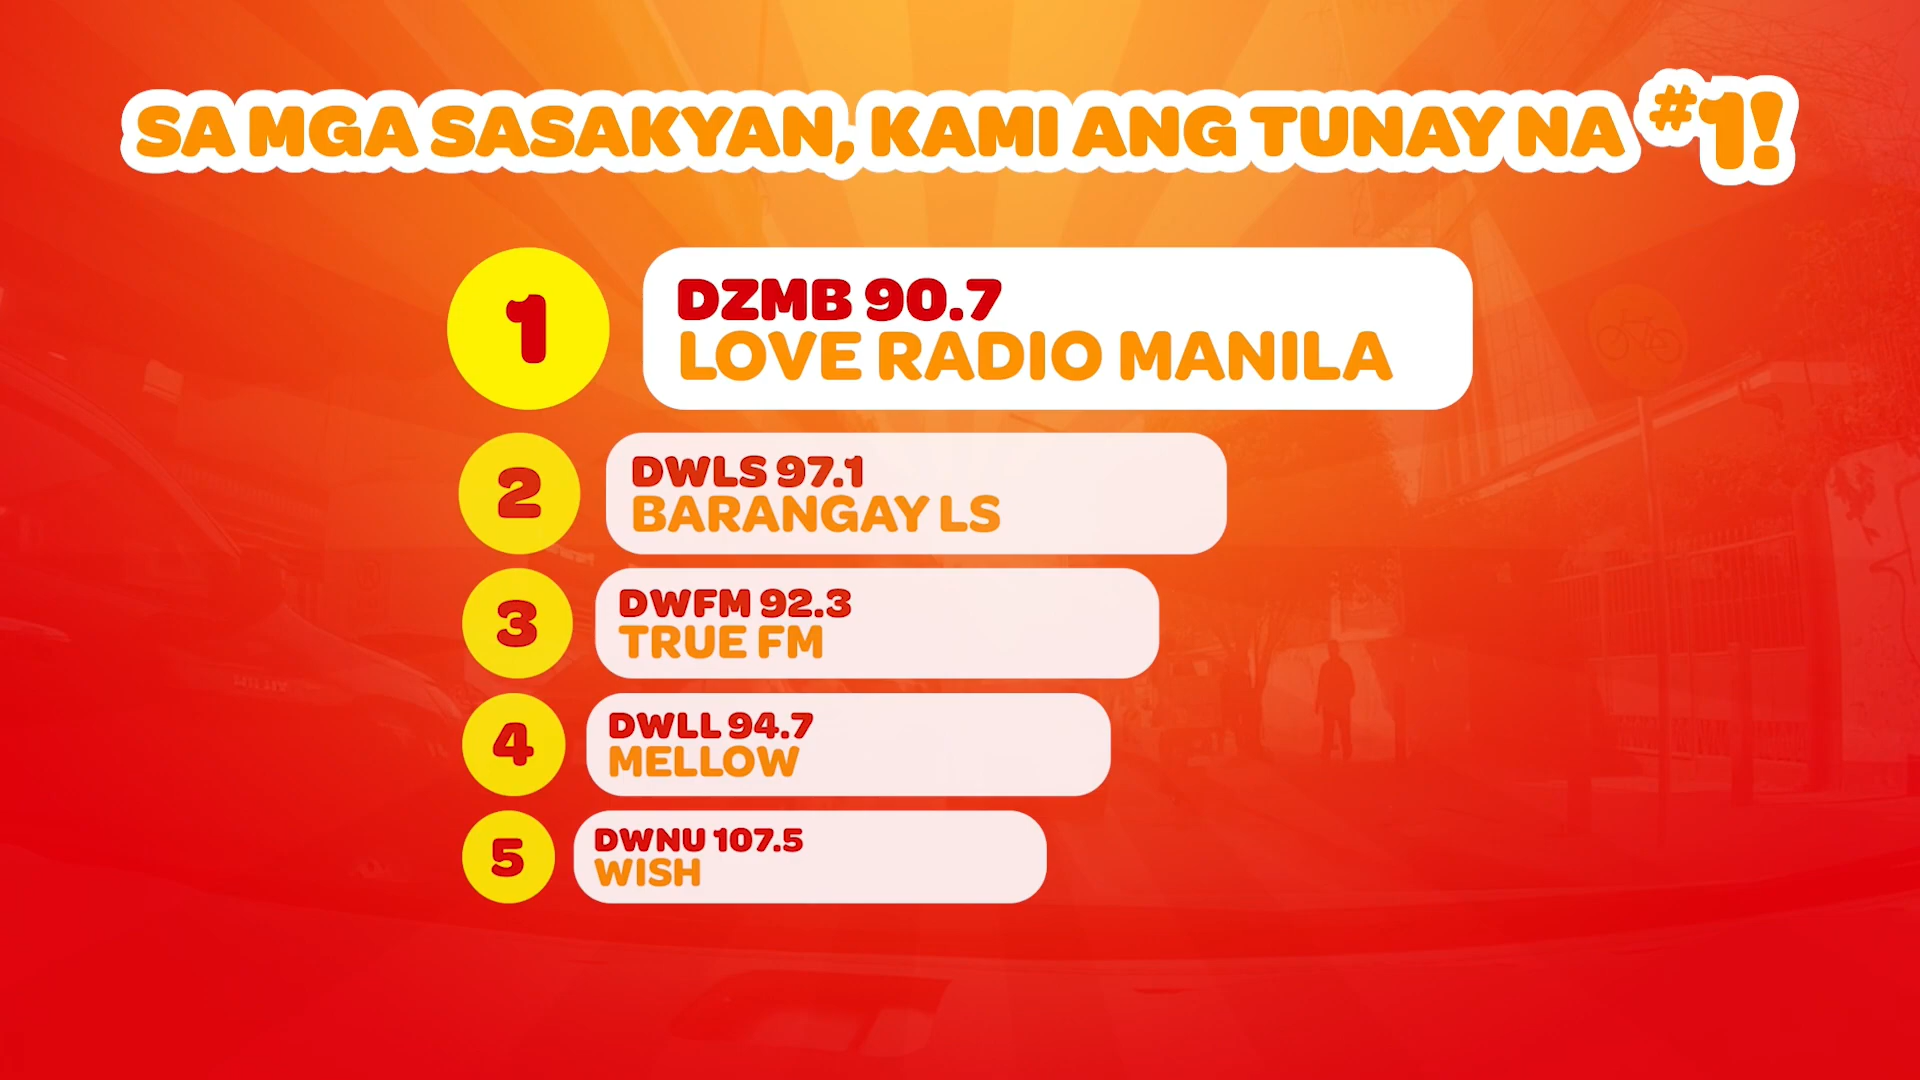 SA MGA SASAKYAN, KAMI ANG TUNAY NA #1!
1
DZMB 90.7
LOVE RADIO MANILA
2
DWLS 97.1
BARANGAY LS
3
DWFM 92.3
TRUE FM
4
DWLL 94.7
MELLOW
5
DWNU 107.5
WISH